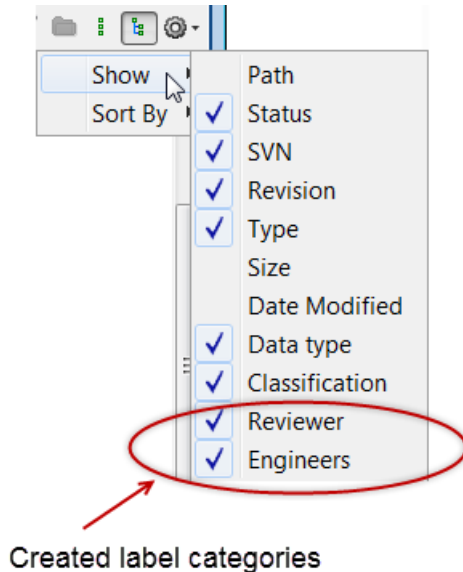 Show
Sort By
Path
Status
SVN
Revision
Type
Size
Date Modified
Data type
Classification
Reviewer
Engineers
Created label categories